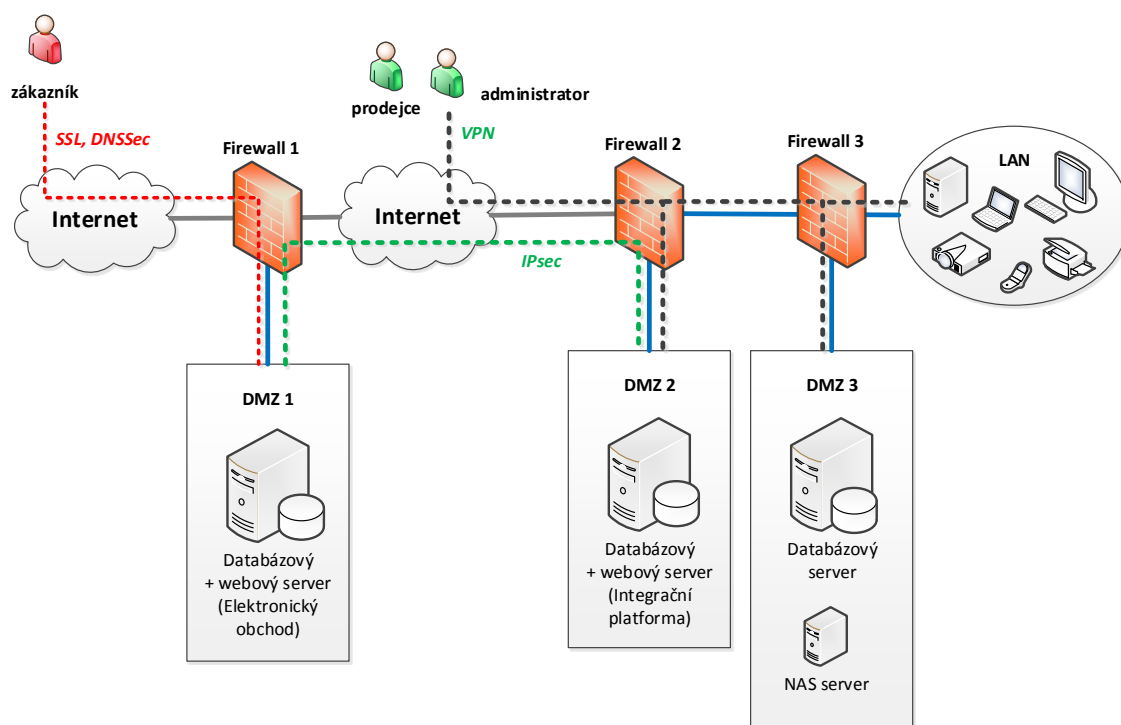 zákazník
prodejce
administrator
SSL, DNSSec
VPN
Firewall 1
Firewall 2
Firewall 3
LAN
Internet
Internet
IPsec
DMZ 1
Databázový
+ webový server
(Elektronický
obchod)
DMZ 2
Databázový
+ webový server
(Integrační
platforma)
DMZ 3
Databázový
server
NAS server